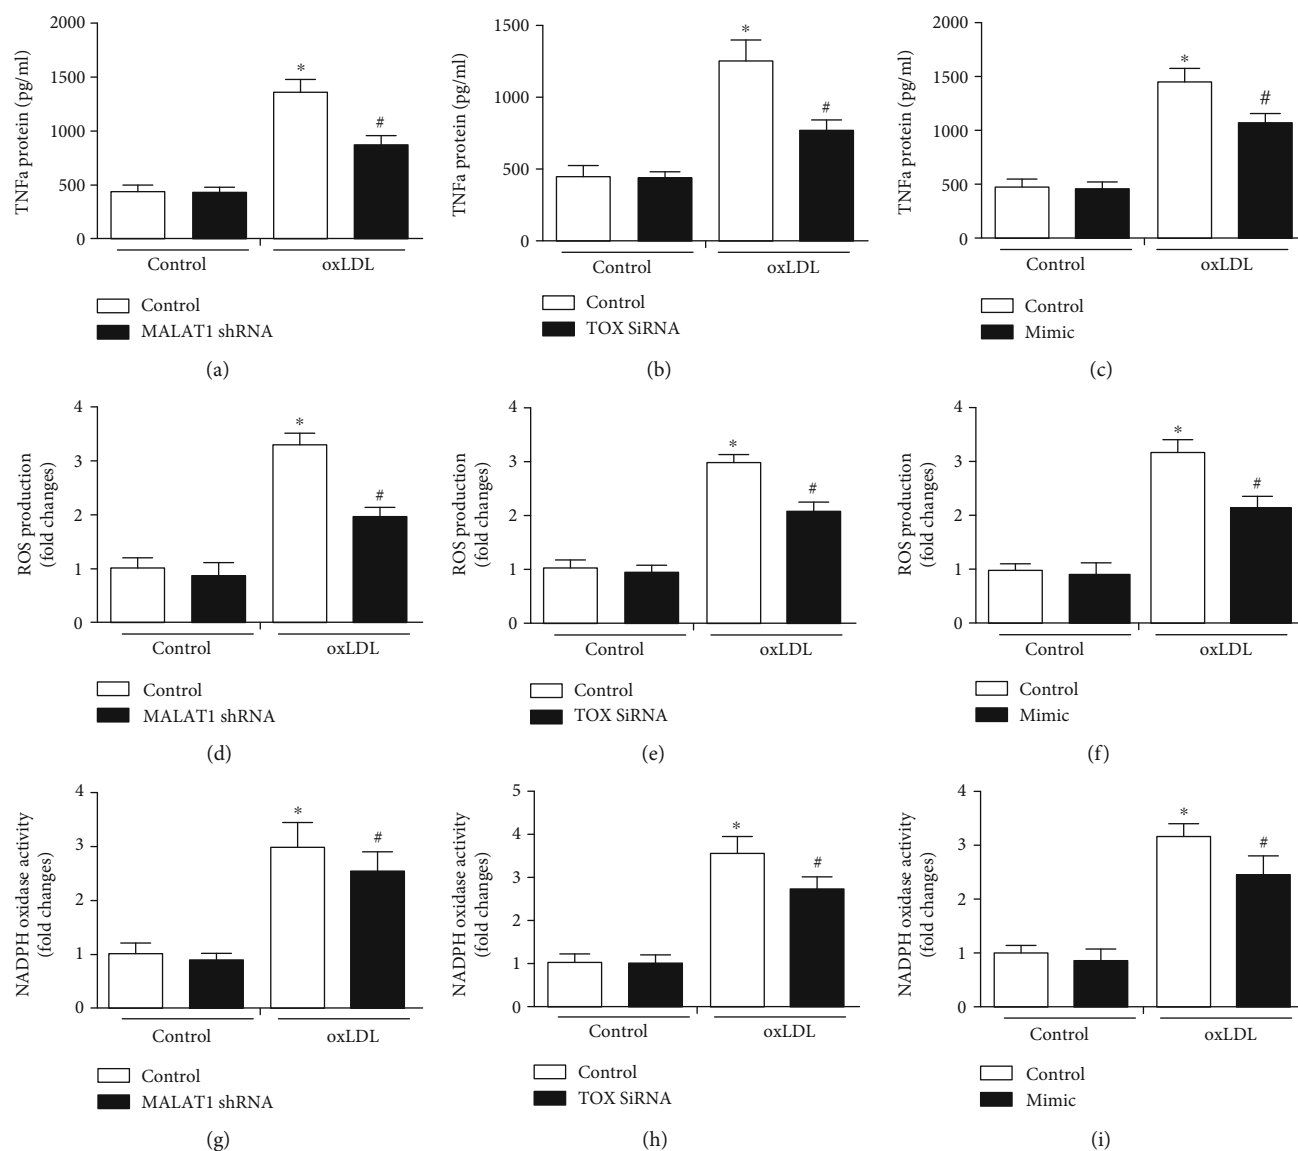 TNFa protein (pg/ml)
2000
1500
1000
500
0
*
#
Control
oxLDL
Control
MALAT1 shRNA
(a)
TNFa protein (pg/ml)
1500
1000
500
0
*
#
Control
oxLDL
Control
TOX SiRNA
(b)
TNFa protein (pg/ml)
2000
1500
1000
500
0
*
#
Control
oxLDL
Control
Mimic
(c)
ROS production
(fold changes)
4
3
2
1
0
*
#
Control
oxLDL
Control
MALAT1 shRNA
(d)
ROS production
(fold changes)
4
3
2
1
0
*
#
Control
oxLDL
Control
TOX SiRNA
(e)
ROS production
(fold changes)
4
3
2
1
0
*
#
Control
oxLDL
Control
Mimic
(f)
NADPH oxidase activity
(fold changes)
4
3
2
1
0
*
#
Control
oxLDL
Control
MALAT1 shRNA
(g)
NADPH oxidase activity
(fold changes)
5
4
3
2
1
0
*
#
Control
oxLDL
Control
TOX SiRNA
(h)
NADPH oxidase activity
(fold changes)
4
3
2
1
0
*
#
Control
oxLDL
Control
Mimic
(i)